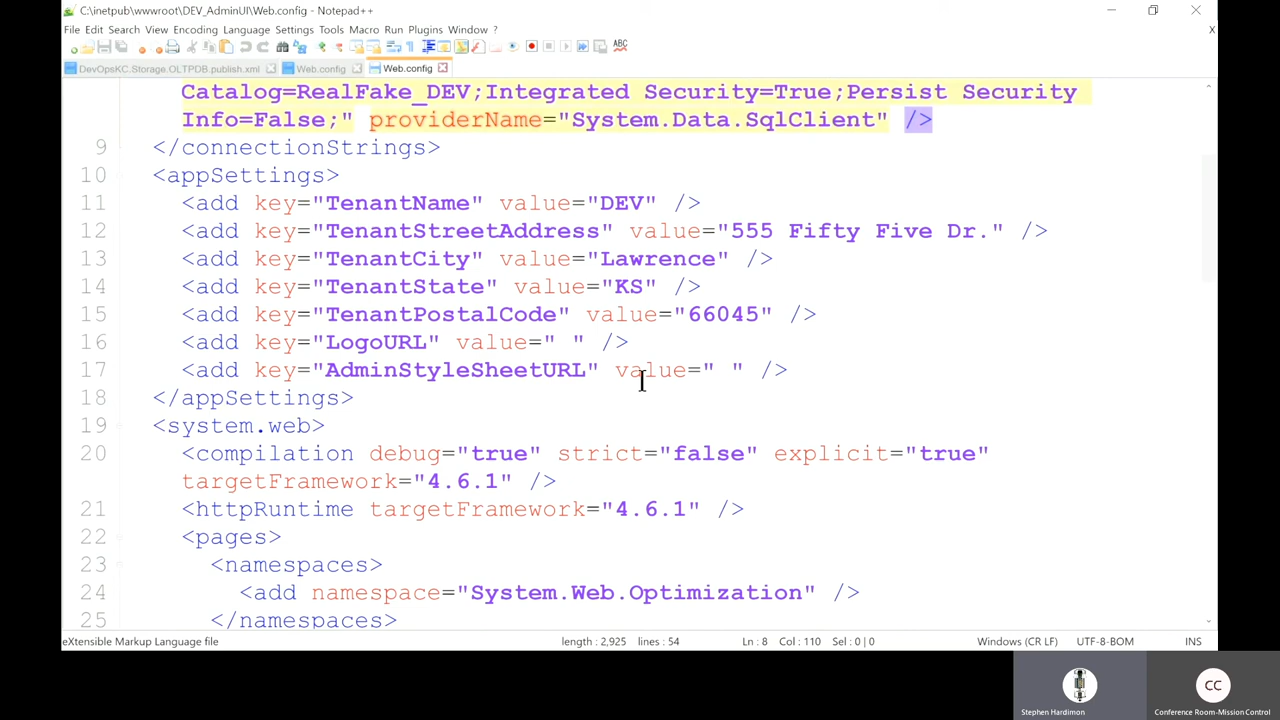 C:\inetpub\wwwroot\DEV_AdminUI\Web.config - Notepad++
File Edit Search View Encoding Language Settings Tools Macro Run Plugins Window ? X
ABC
DevOpsKC.Storage.OLTPDB.publish.xml Web.config Web.config
Catalog=RealFake_DEV;Integrated Security=True;Persist Security
Info=False;" providerName="System.Data.SqlClient" />
9 </connectionStrings>
10 <appSettings>
11 <add key="TenantName" value="DEV" />
12 <add key="TenantStreetAddress" value="555 Fifty Five Dr." />
13 <add key="TenantCity" value="Lawrence" />
14 <add key="TenantState" value="KS" />
15 <add key="TenantPostalCode" value="66045" />
16 <add key="LogoURL" value=" " />
17 <add key="AdminStyleSheetURL" value=" " />
18 </appSettings>
19 <system.web>
20 <compilation debug="true" strict="false" explicit="true"
targetFramework="4.6.1" />
21 <httpRuntime targetFramework="4.6.1" />
22 <pages>
23 <namespaces>
24 <add namespace="System.Web.Optimization" />
25 </namespaces>
eXtensible Markup Language file length : 2,925 lines : 54 Ln : 8 Col : 110 Sel : 0 | 0 Windows (CR LF) UTF-8-BOM INS
CC
Stephen Hardimon Conference Room-Mission Control